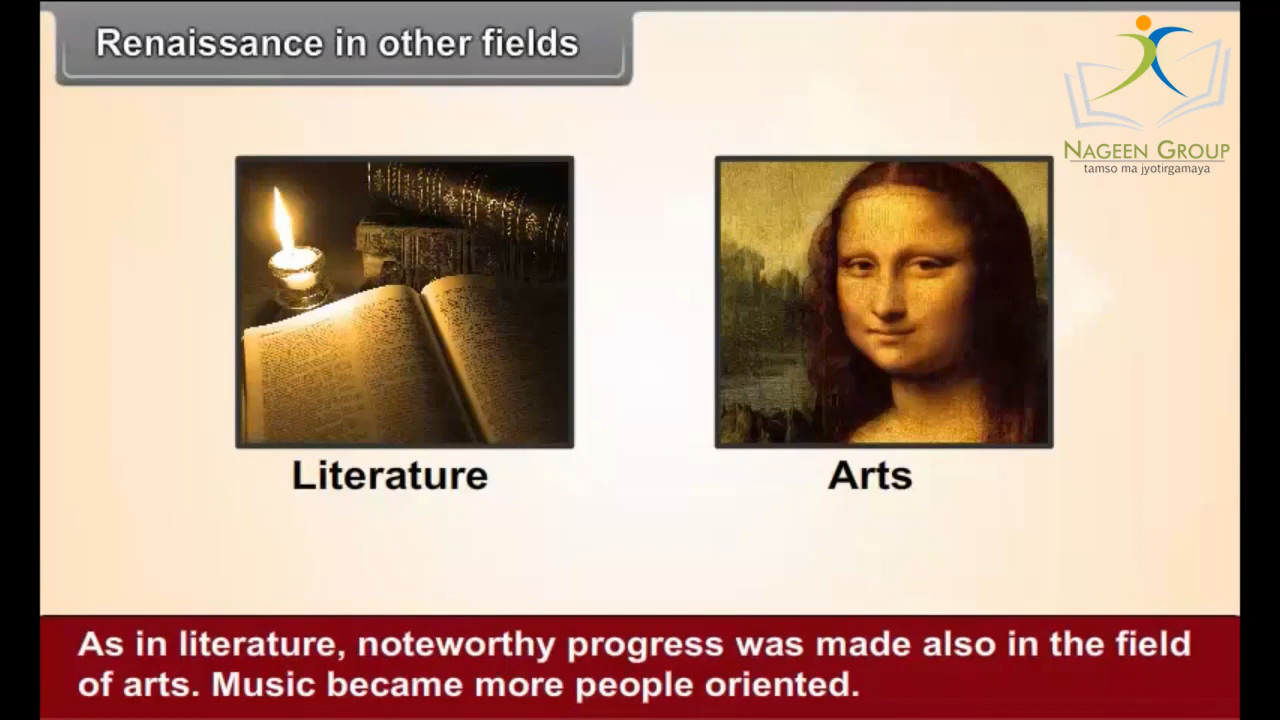 Renaissance in other fields
NAGEEN GROUP
tamso ma jyotirgamaya
Literature
Arts
As in literature, noteworthy progress was made also in the field
of arts. Music became more people oriented.